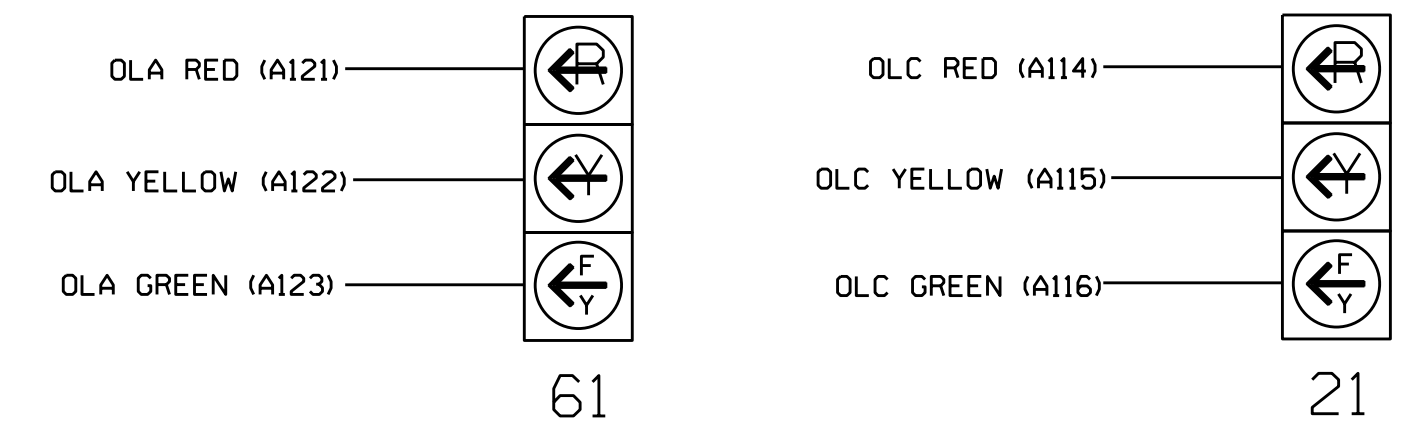 OLA RED (A121)
R
OLA YELLOW (A122)
Y
OLA GREEN (A123)
F
Y
61
OLC RED (A114)
R
OLC YELLOW (A115)
Y
OLC GREEN (A116)
F
Y
21